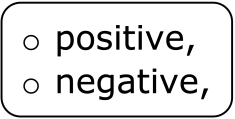 ○ positive,
○ negative,